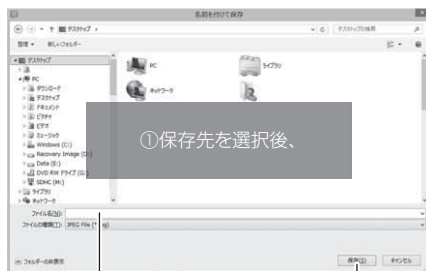 名前を付けて保存
デスクトップ
デスクトップの検索
整理 ▼
新しいフォルダー
デスクトップ
PC
ダウンロード
デスクトップ
ドキュメント
ピクチャ
ビデオ
ミュージック
Windows (C:)
Recovery Image (D:)
Data (E:)
DVD RW ドライブ (G:)
SDHC (M:)
ライブラリ
ネットワーク
PC
ライブラリ
ネットワーク
①保存先を選択後、
ファイル名(N):
ファイルの種類(T): JPEG File (*.jpg)
フォルダーの非表示
保存(S)
キャンセル